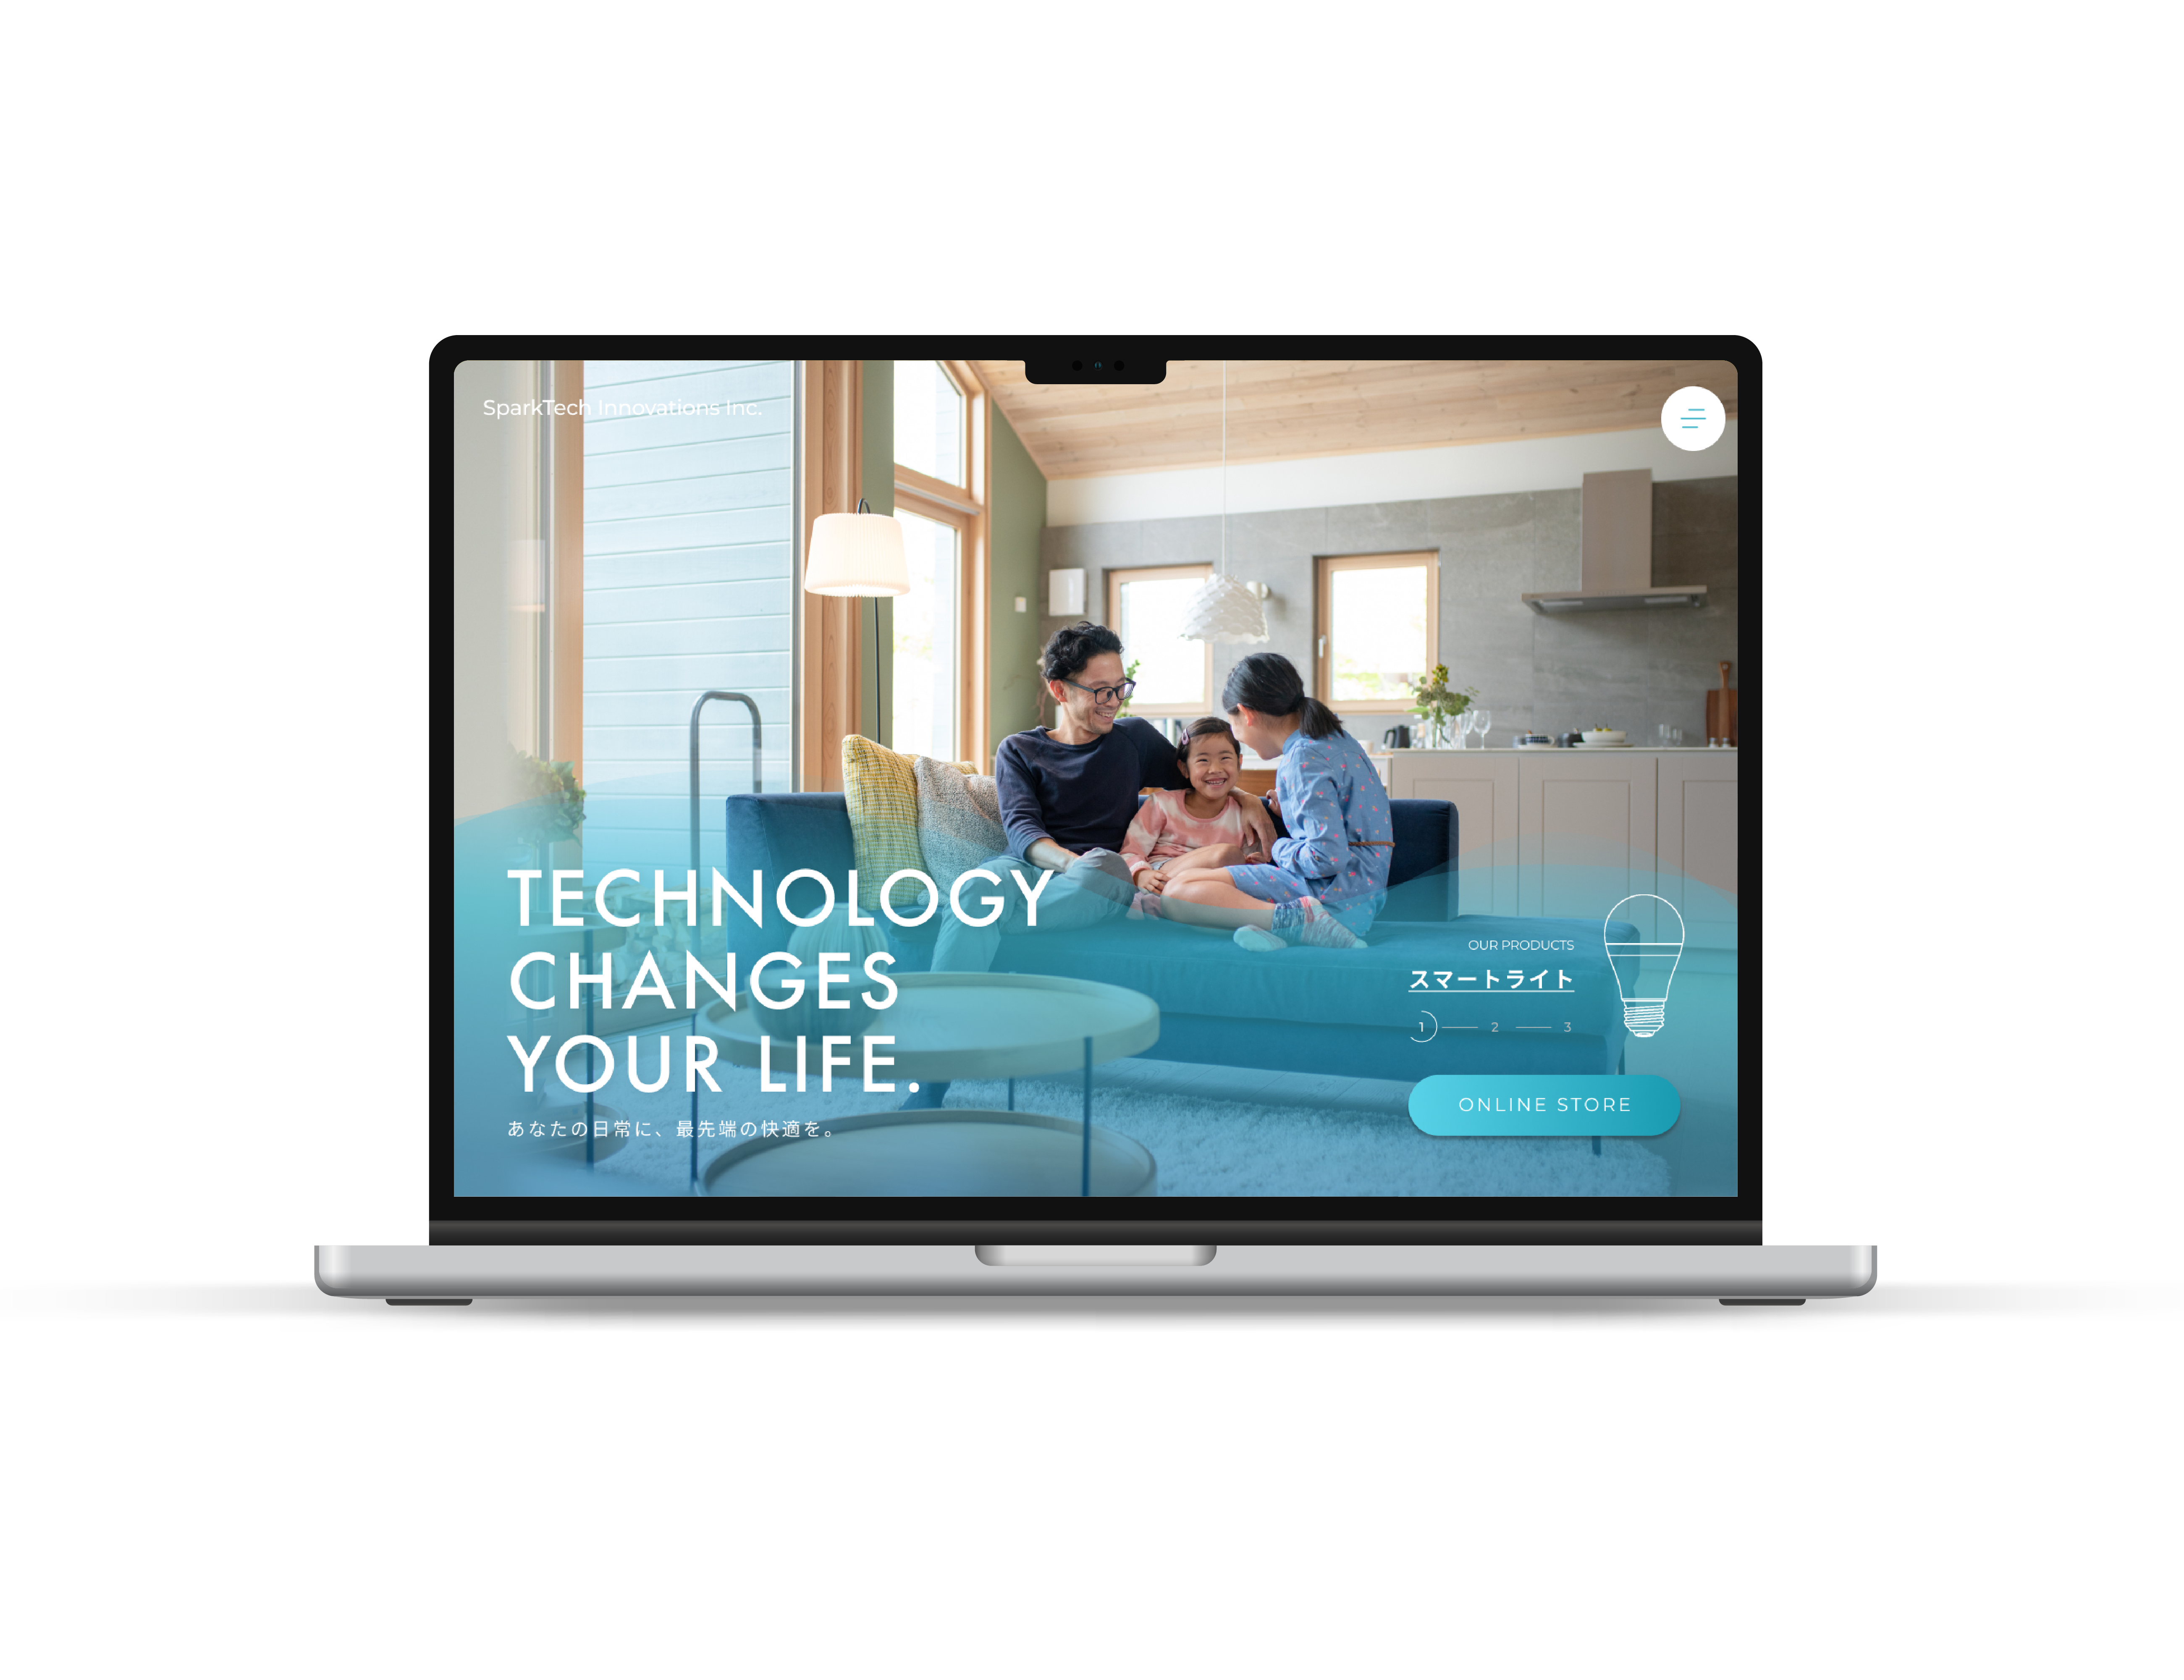 SparkTech Innovations Inc.
TECHNOLOGY
CHANGES
YOUR LIFE.
あなたの日常に、最先端の快適を。
OUR PRODUCTS
スマートライト
1 2 3
ONLINE STORE